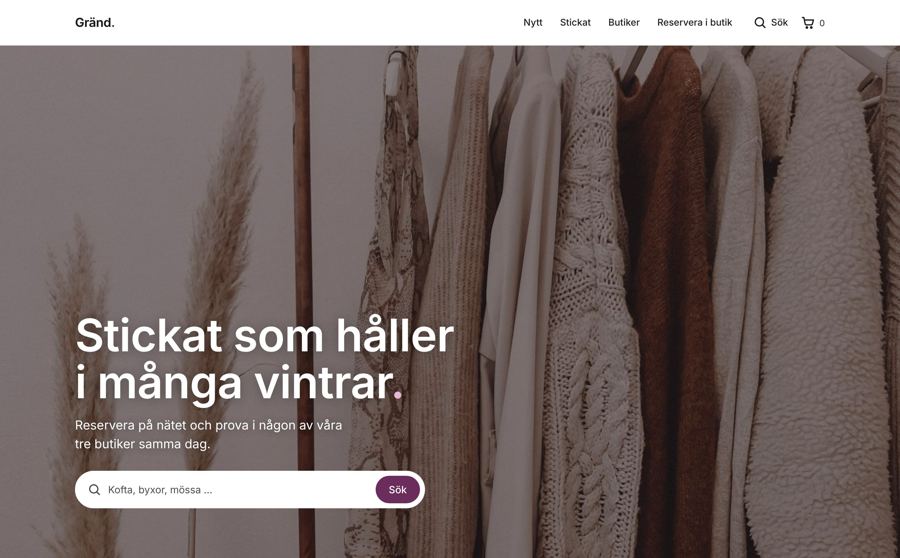 Gränd.
Nytt Stickat Butiker Reservera i butik Sök 0
Stickat som håller
i många vintrar.
Reservera på nätet och prova i någon av våra
tre butiker samma dag.
Kofta, byxor, mössa ... Sök